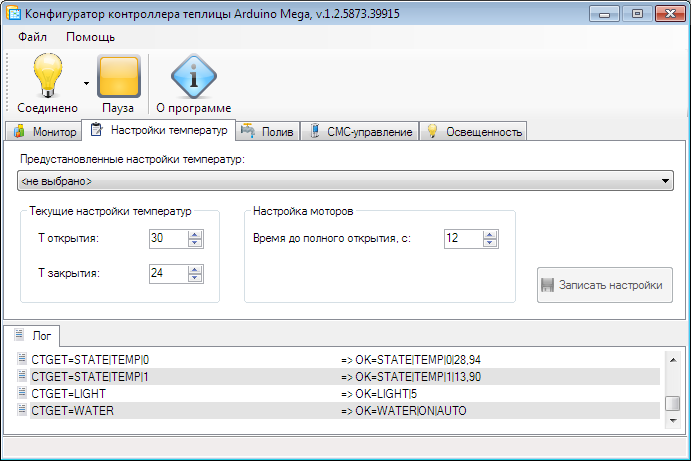 Конфигуратор контроллера теплицы Arduino Mega, v.1.2.5873.39915
Файл Помощь
Соединено Пауза О программе
Монитор Настройки температур Полив СМС-управление Освещенность
Предустановленные настройки температур:
<не выбрано>
Текущие настройки температур Настройка моторов
Т открытия: 30 Время до полного открытия, с: 12
Т закрытия: 24
Записать настройки
Лог
CTGET=STATE|TEMP|0 => OK=STATE|TEMP|0|28,94
CTGET=STATE|TEMP|1 => OK=STATE|TEMP|1|13,90
CTGET=LIGHT => OK=LIGHT|5
CTGET=WATER => OK=WATER|ON|AUTO